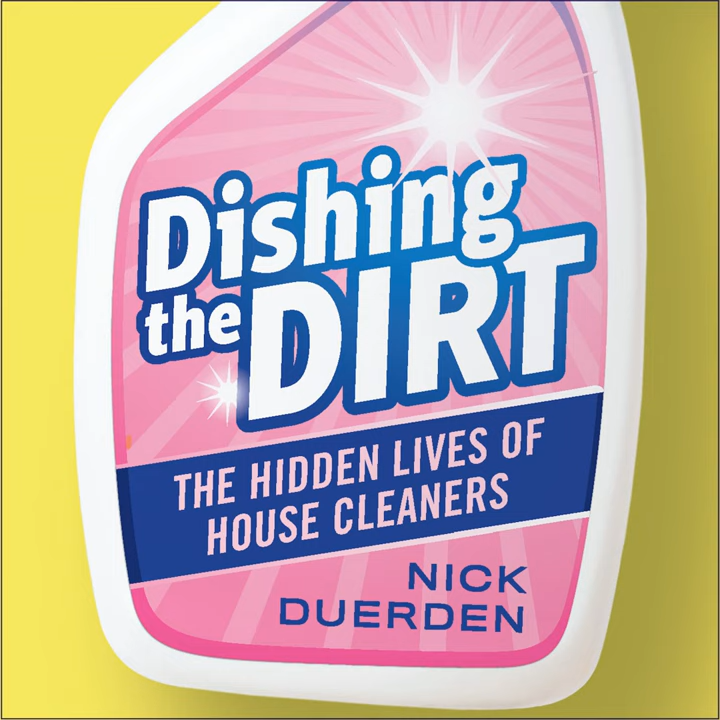 Dishing
the DIRT
THE HIDDEN LIVES OF
HOUSE CLEANERS
NICK
DUERDEN